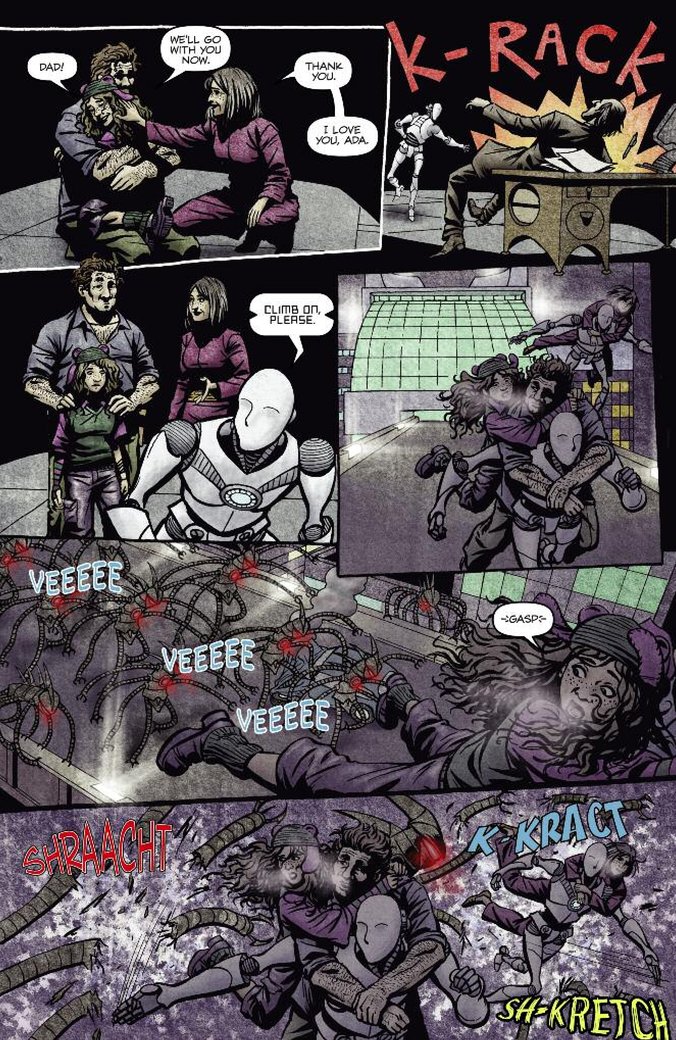 DAD!
WE'LL GO
WITH YOU
NOW.
THANK
YOU.
I LOVE
YOU, ADA.
K-RACK
CLIMB ON,
PLEASE.
VEEEEE
VEEEEE
VEEEEE
-:GASP:-
SHRAACHT
K-KRACT
SH-KRETCH